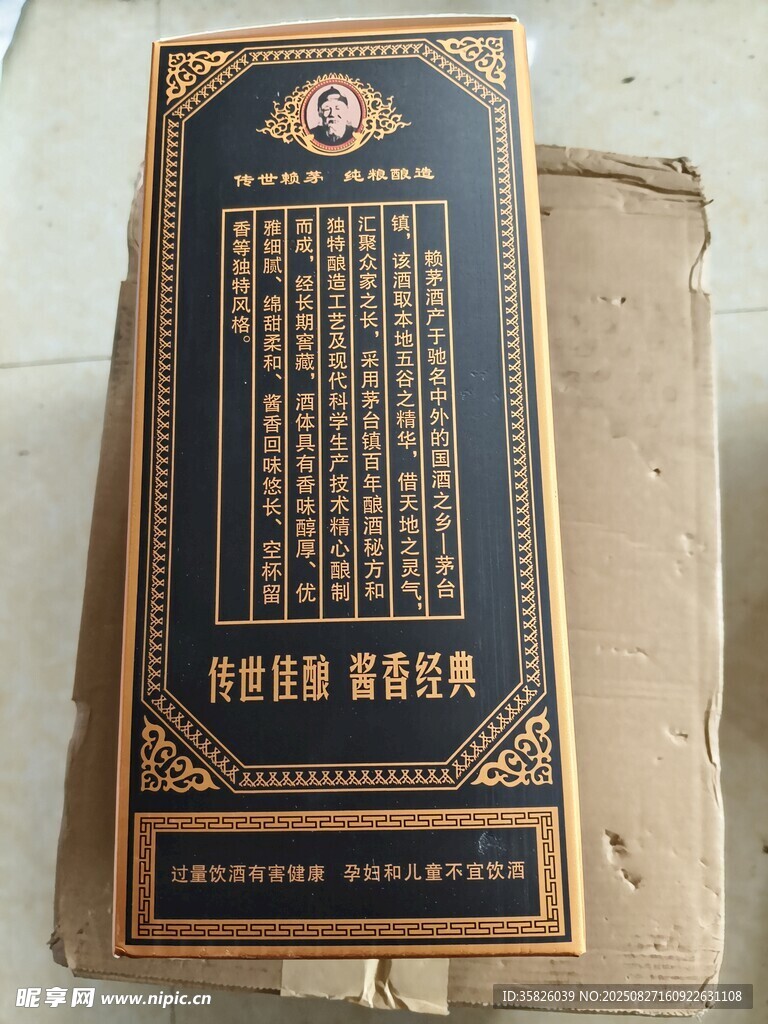 传世赖茅 纯粮酿造
赖茅酒产于驰名中外的国酒之乡—茅台
镇，该酒取本地五谷之精华，借天地之灵气，
汇聚众家之长，采用茅台镇百年酿酒秘方和
独特酿造工艺及现代科学生产技术精心酿制
而成，经长期窖藏，酒体具有香味醇厚、优
雅细腻、绵甜柔和、酱香回味悠长、空杯留
香等独特风格。
传世佳酿 酱香经典
过量饮酒有害健康 孕妇和儿童不宜饮酒
昵享网 www.nipic.cn
ID:35826039 NO:20250827160922631108